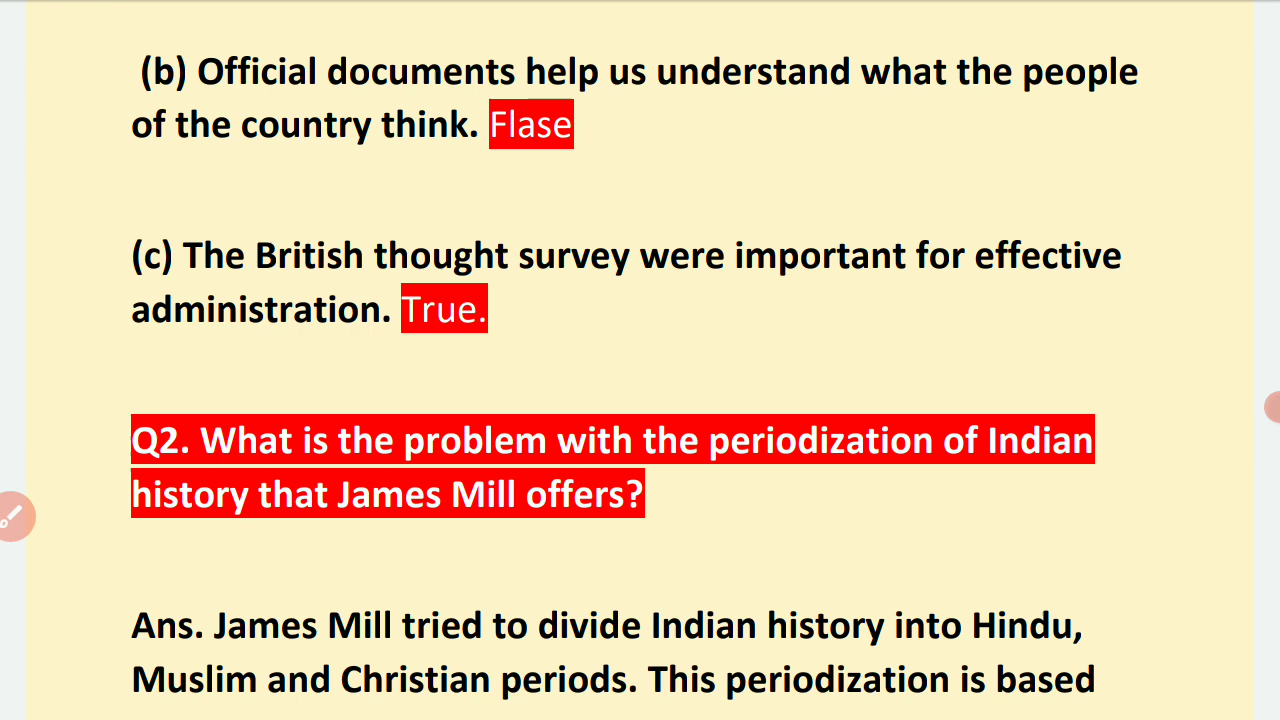 (b) Official documents help us understand what the people
of the country think. Flase
(c) The British thought survey were important for effective
administration. True.
Q2. What is the problem with the periodization of Indian
history that James Mill offers?
Ans. James Mill tried to divide Indian history into Hindu,
Muslim and Christian periods. This periodization is based